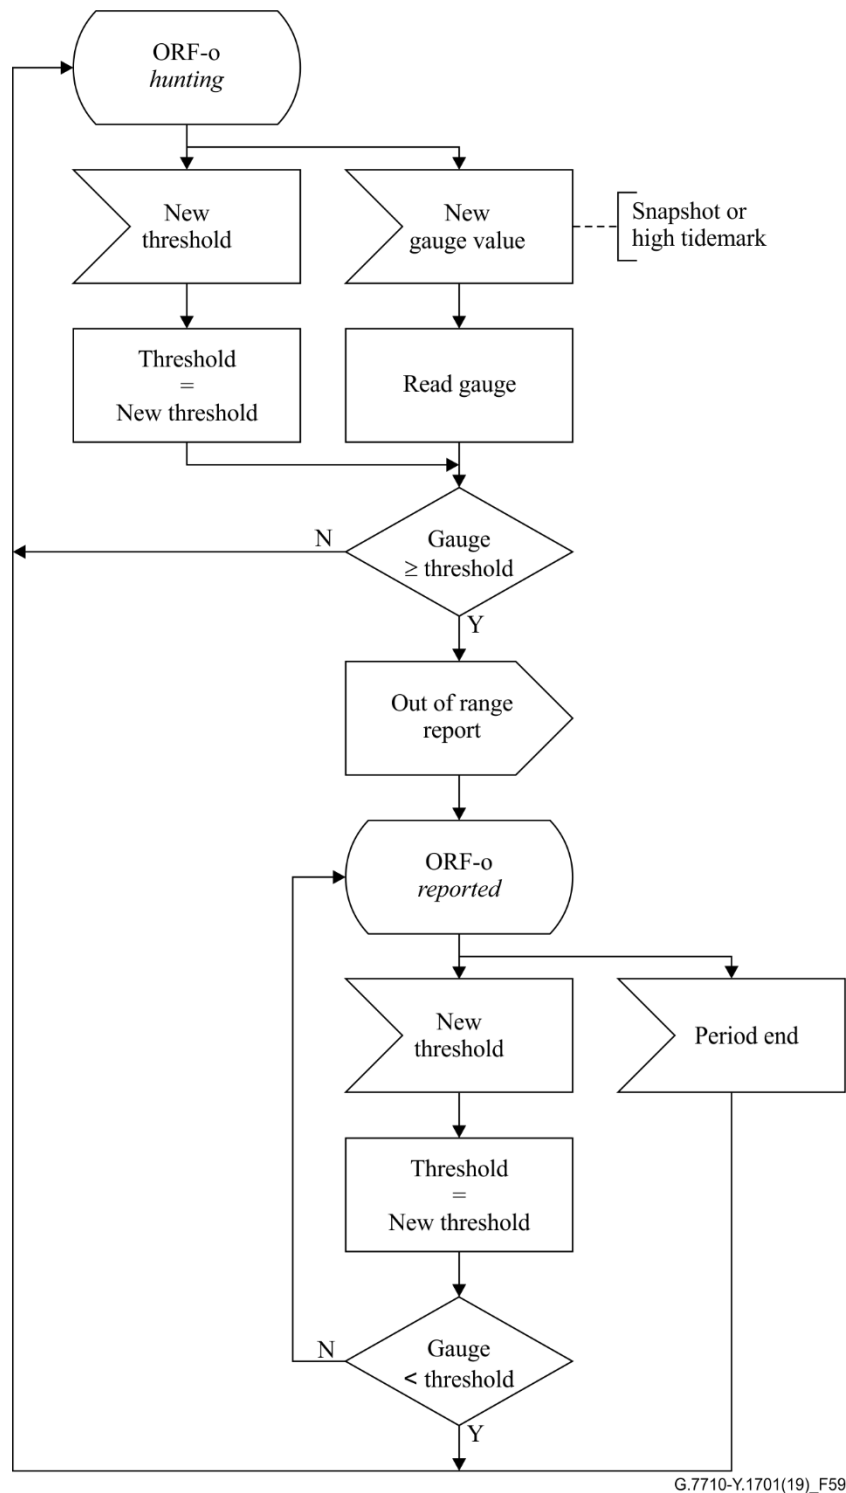 ORF-o
hunting
New
threshold
New
gauge value
Snapshot or
high tidemark
Threshold
=
New threshold
Read gauge
N
Gauge
≥ threshold
Y
Out of range
report
ORF-o
reported
New
threshold
Period end
Threshold
=
New threshold
N
Gauge
< threshold
Y
G.7710-Y.1701(19)_F59